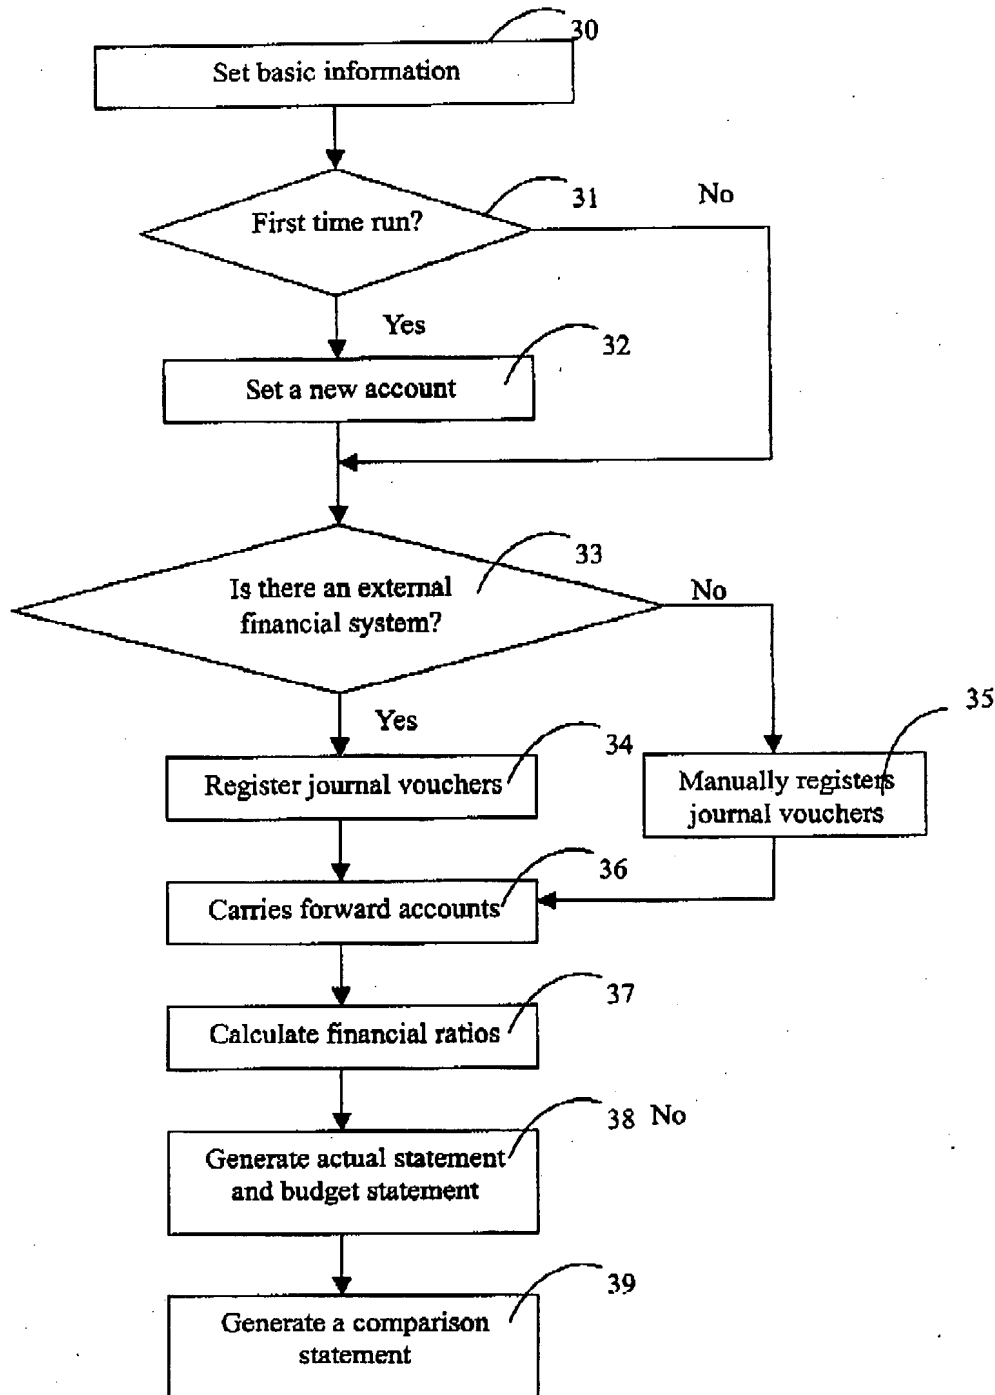 30
Set basic information
31
No
First time run?
Yes
32
Set a new account
33
Is there an external
financial system?
No
Yes
34
35
Register journal vouchers
Manually registers
journal vouchers
36
Carries forward accounts
37
Calculate financial ratios
38 No
Generate actual statement
and budget statement
39
Generate a comparison
statement